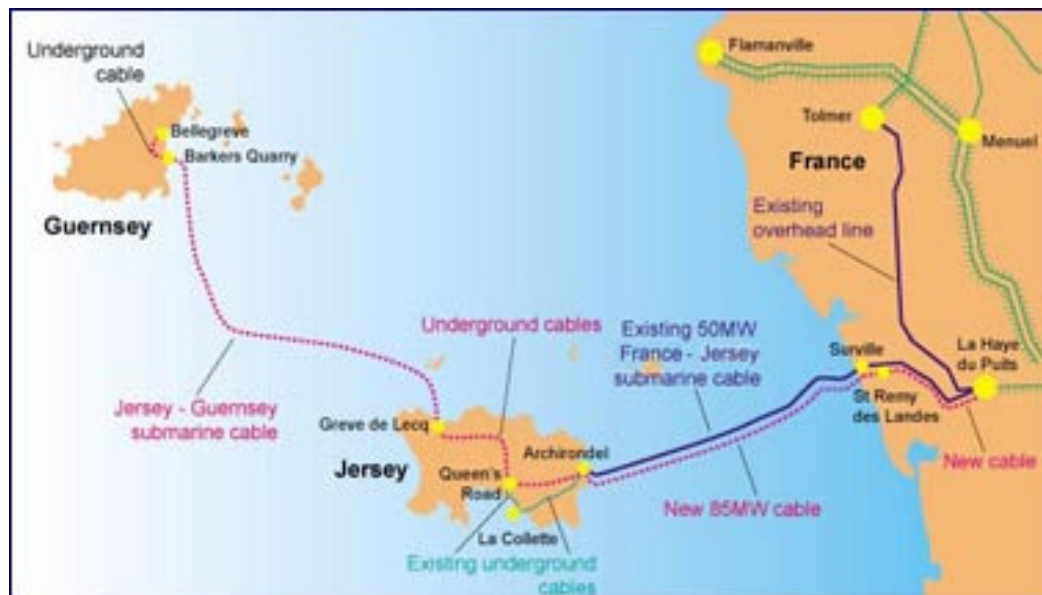 Underground
cable
Bellegreve
Barkers Quarry
Guernsey
Flamanville
Tolmer
Menuel
France
Existing
overhead line
Underground cables
Existing 50MW
France - Jersey
submarine cable
Surville
La Haye
du Puits
St Remy
des Landes
Jersey - Guernsey
submarine cable
Greve de Lecq
Archirondel
Jersey
Queen's
Road
New cable
New 85MW cable
La Collette
Existing underground
cables